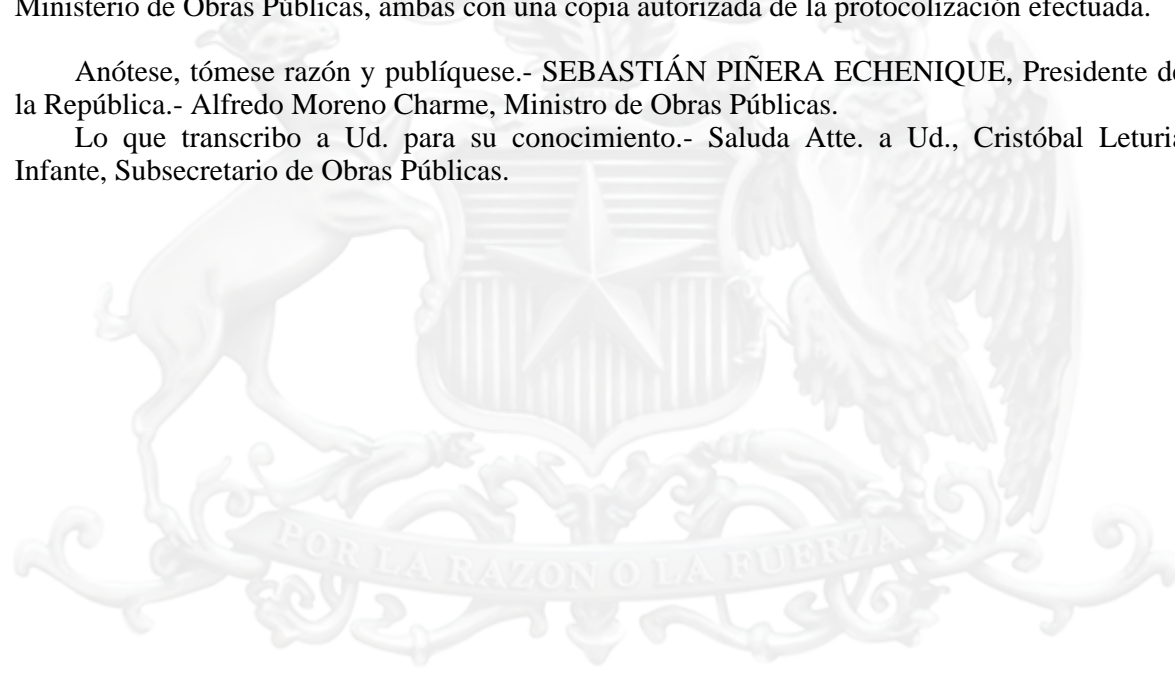 Ministerio de Obras Públicas, ambas con una copia autorizada de la protocolización efectuada.
Anótese, tómese razón y publíquese.- SEBASTIÁN PIÑERA ECHENIQUE, Presidente de
la República.- Alfredo Moreno Charme, Ministro de Obras Públicas.
Lo que transcribo a Ud. para su conocimiento.- Saluda Atte. a Ud., Cristóbal Leturia
Infante, Subsecretario de Obras Públicas.
POR LA RAZON O LA FUERZA